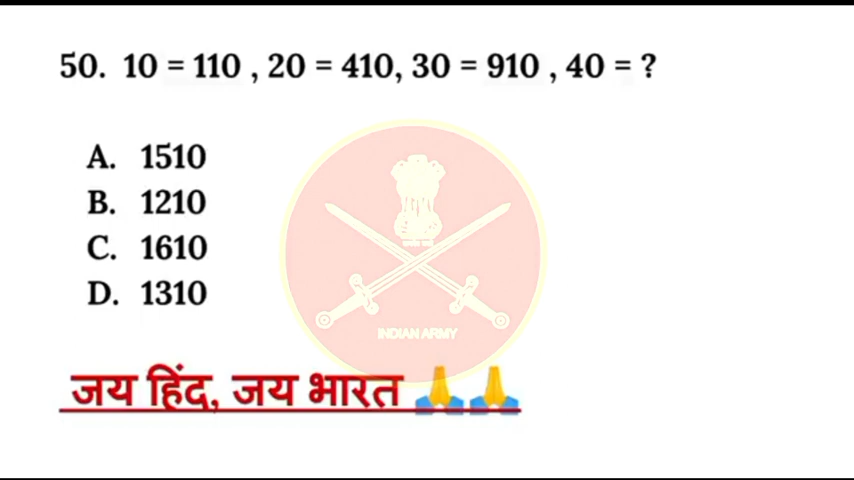 50. 10 = 110 , 20 = 410, 30 = 910 , 40 = ?
A. 1510
B. 1210
C. 1610
D. 1310
INDIAN ARMY
जय हिंद, जय भारत 🙏🙏